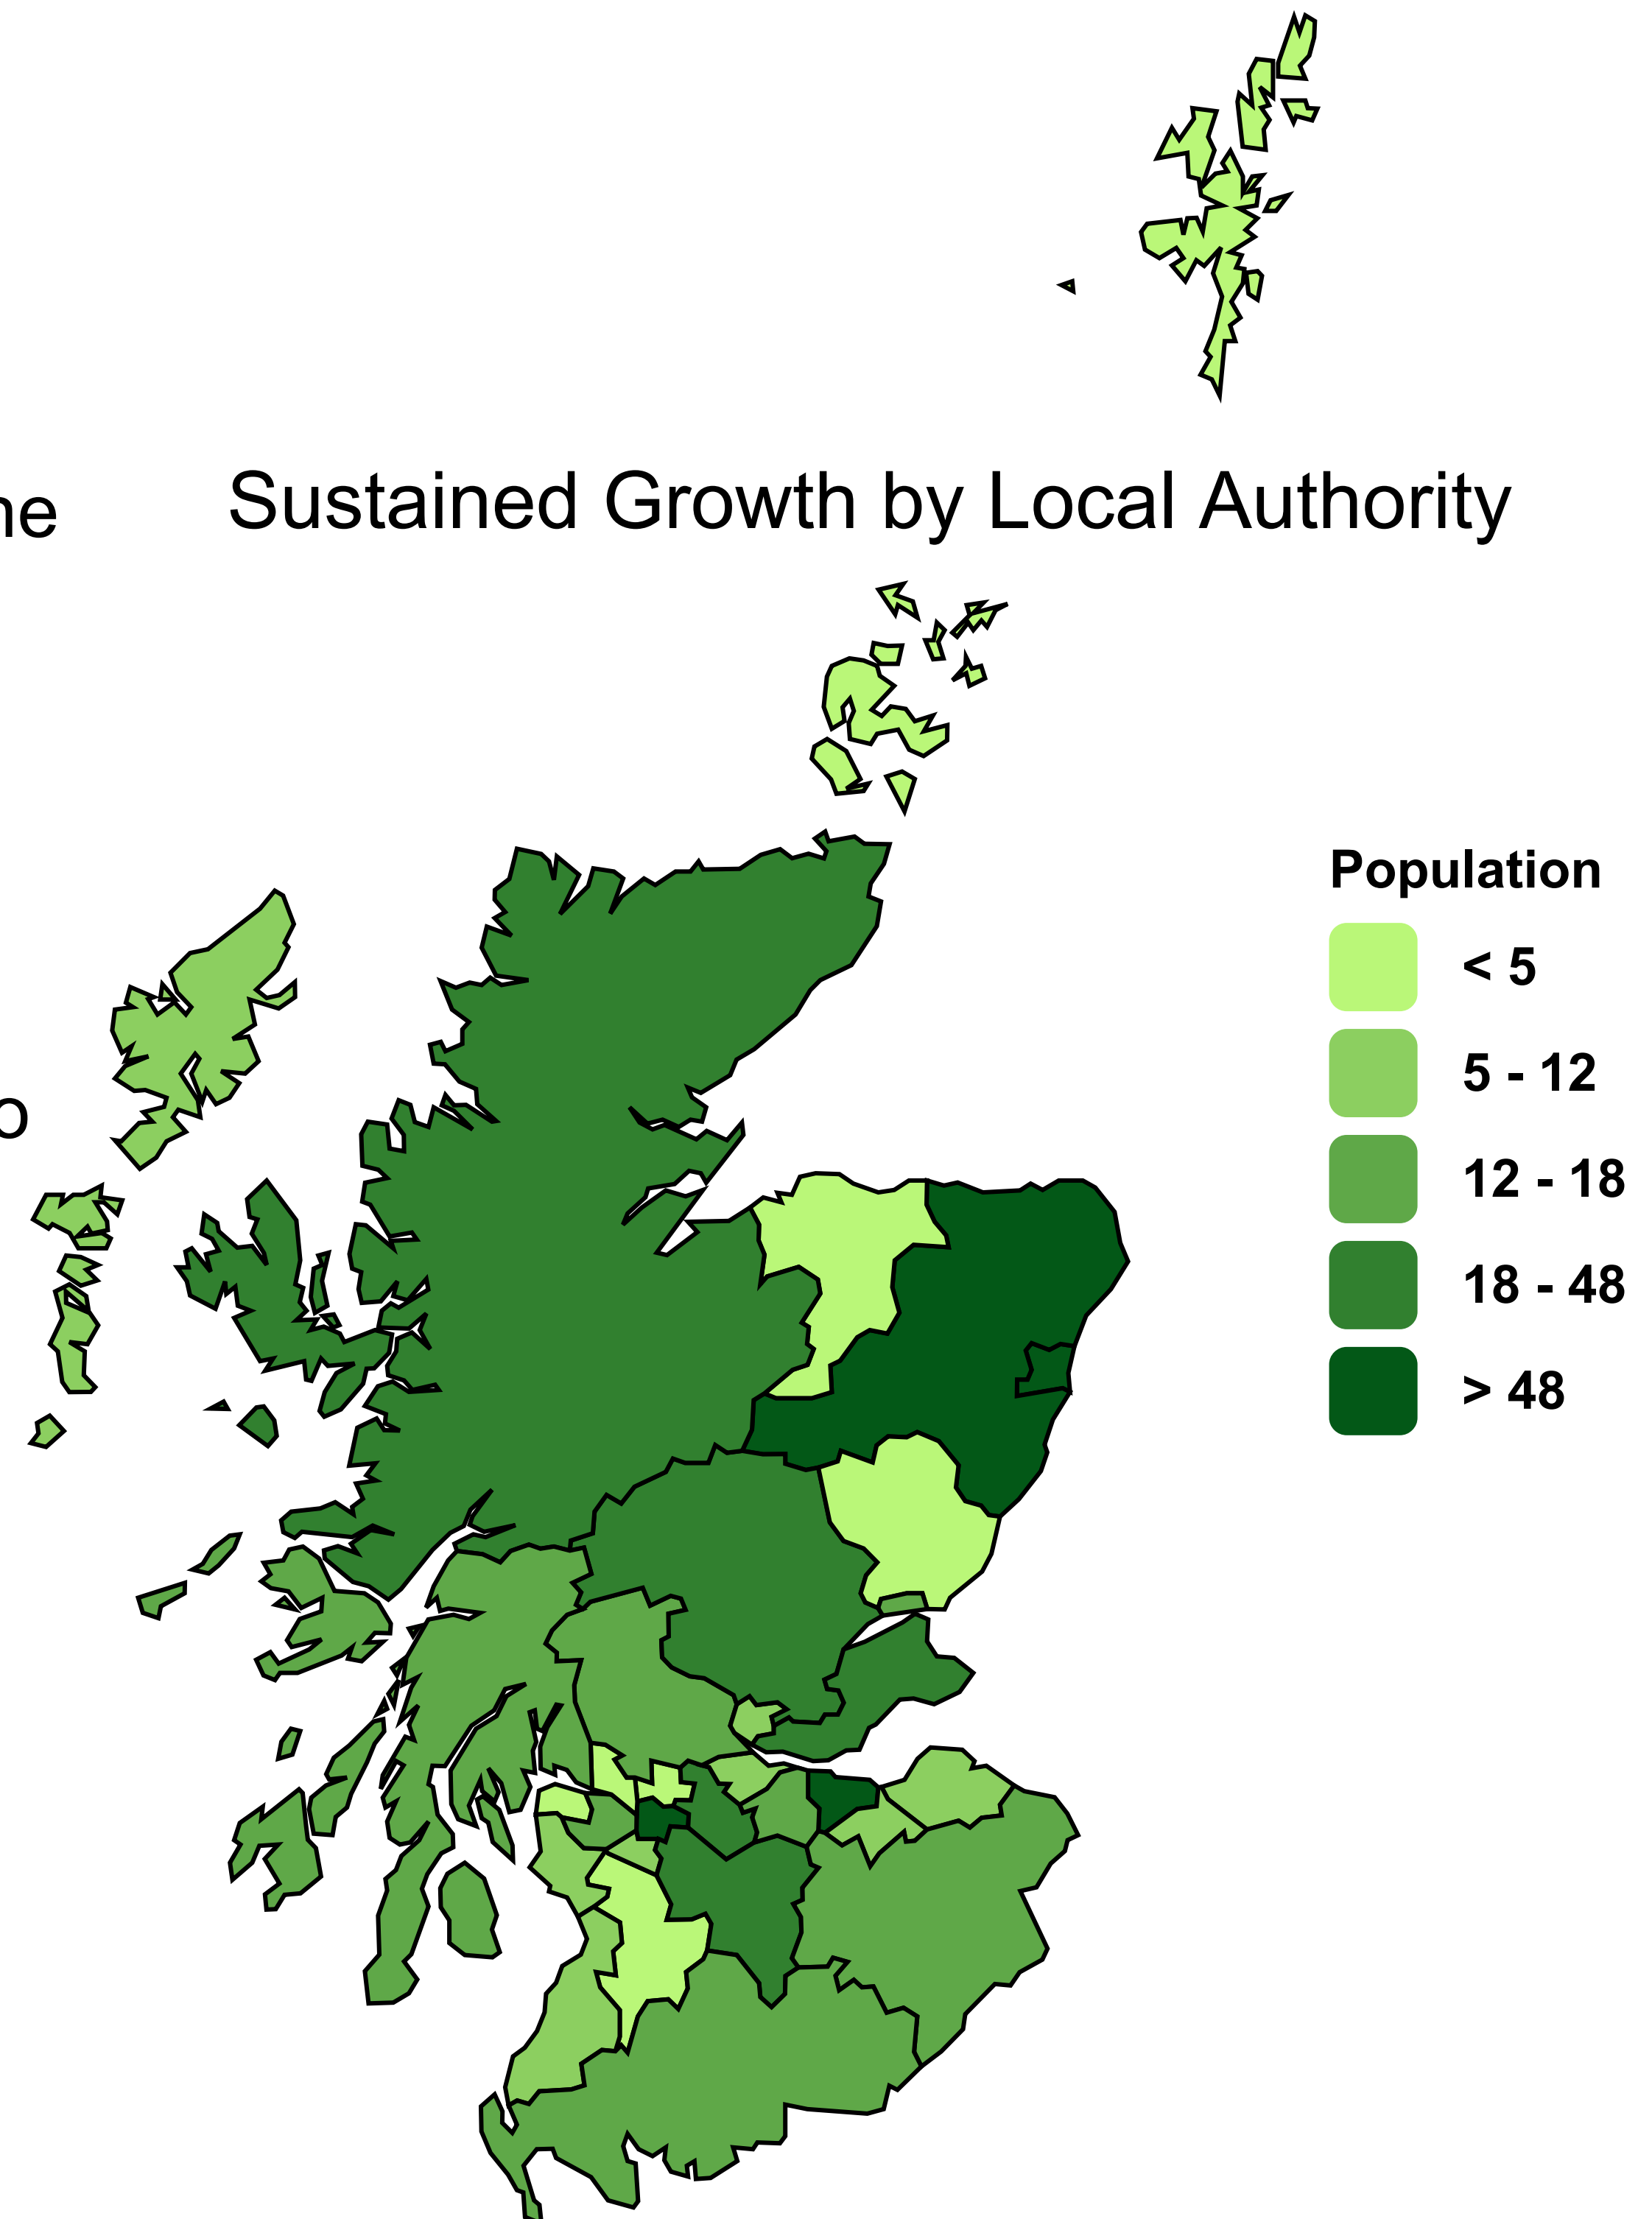 Sustained Growth by Local Authority
Population
< 5
5 - 12
12 - 18
18 - 48
> 48